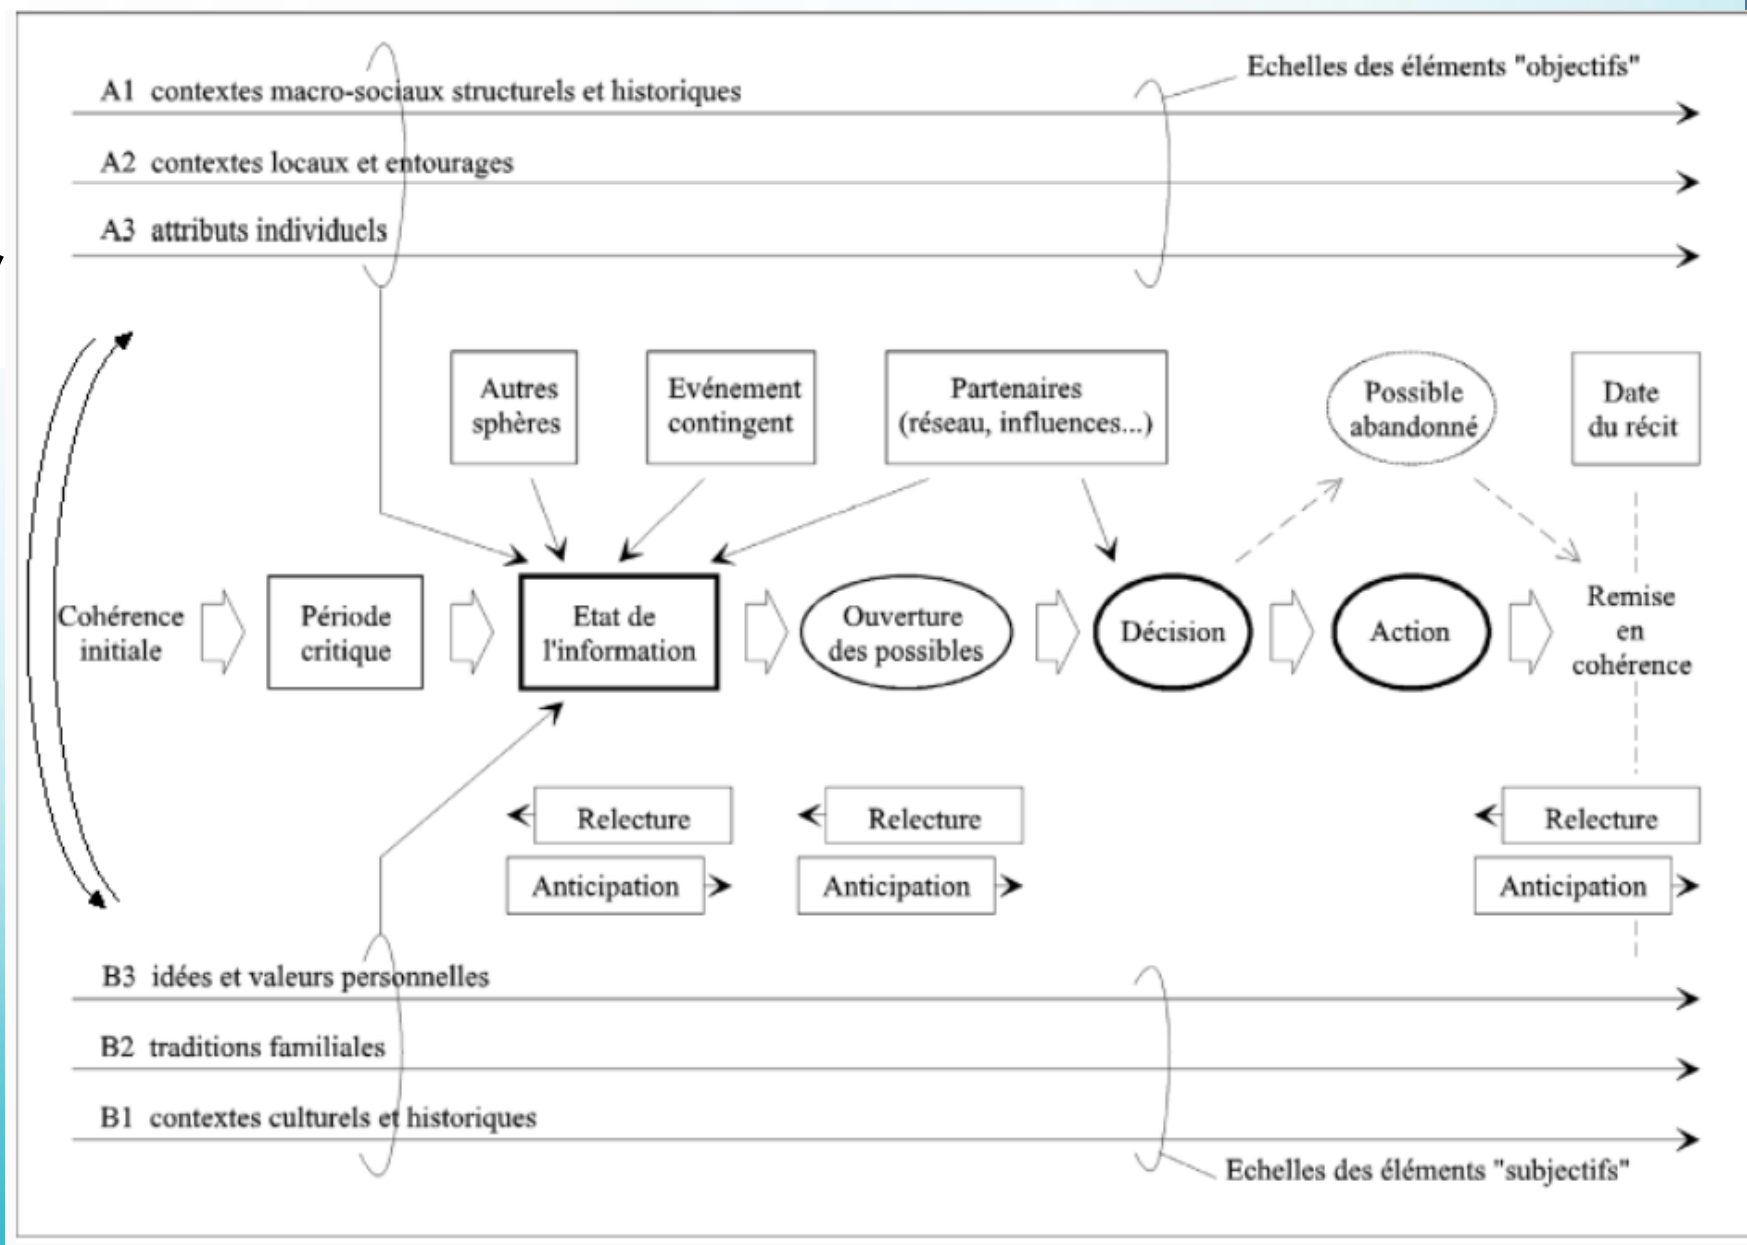 Echelles des éléments "objectifs"
A1 contextes macro-sociaux structurels et historiques
A2 contextes locaux et entourages
A3 attributs individuels
Autres
sphères
Evénement
contingent
Partenaires
(réseau, influences...)
Possible
abandonné
Date
du récit
Cohérence
initiale
Période
critique
Etat de
l'information
Ouverture
des possibles
Décision
Action
Remise
en
cohérence
Relecture
Anticipation
Relecture
Anticipation
Relecture
Anticipation
B3 idées et valeurs personnelles
B2 traditions familiales
B1 contextes culturels et historiques
Echelles des éléments "subjectifs"